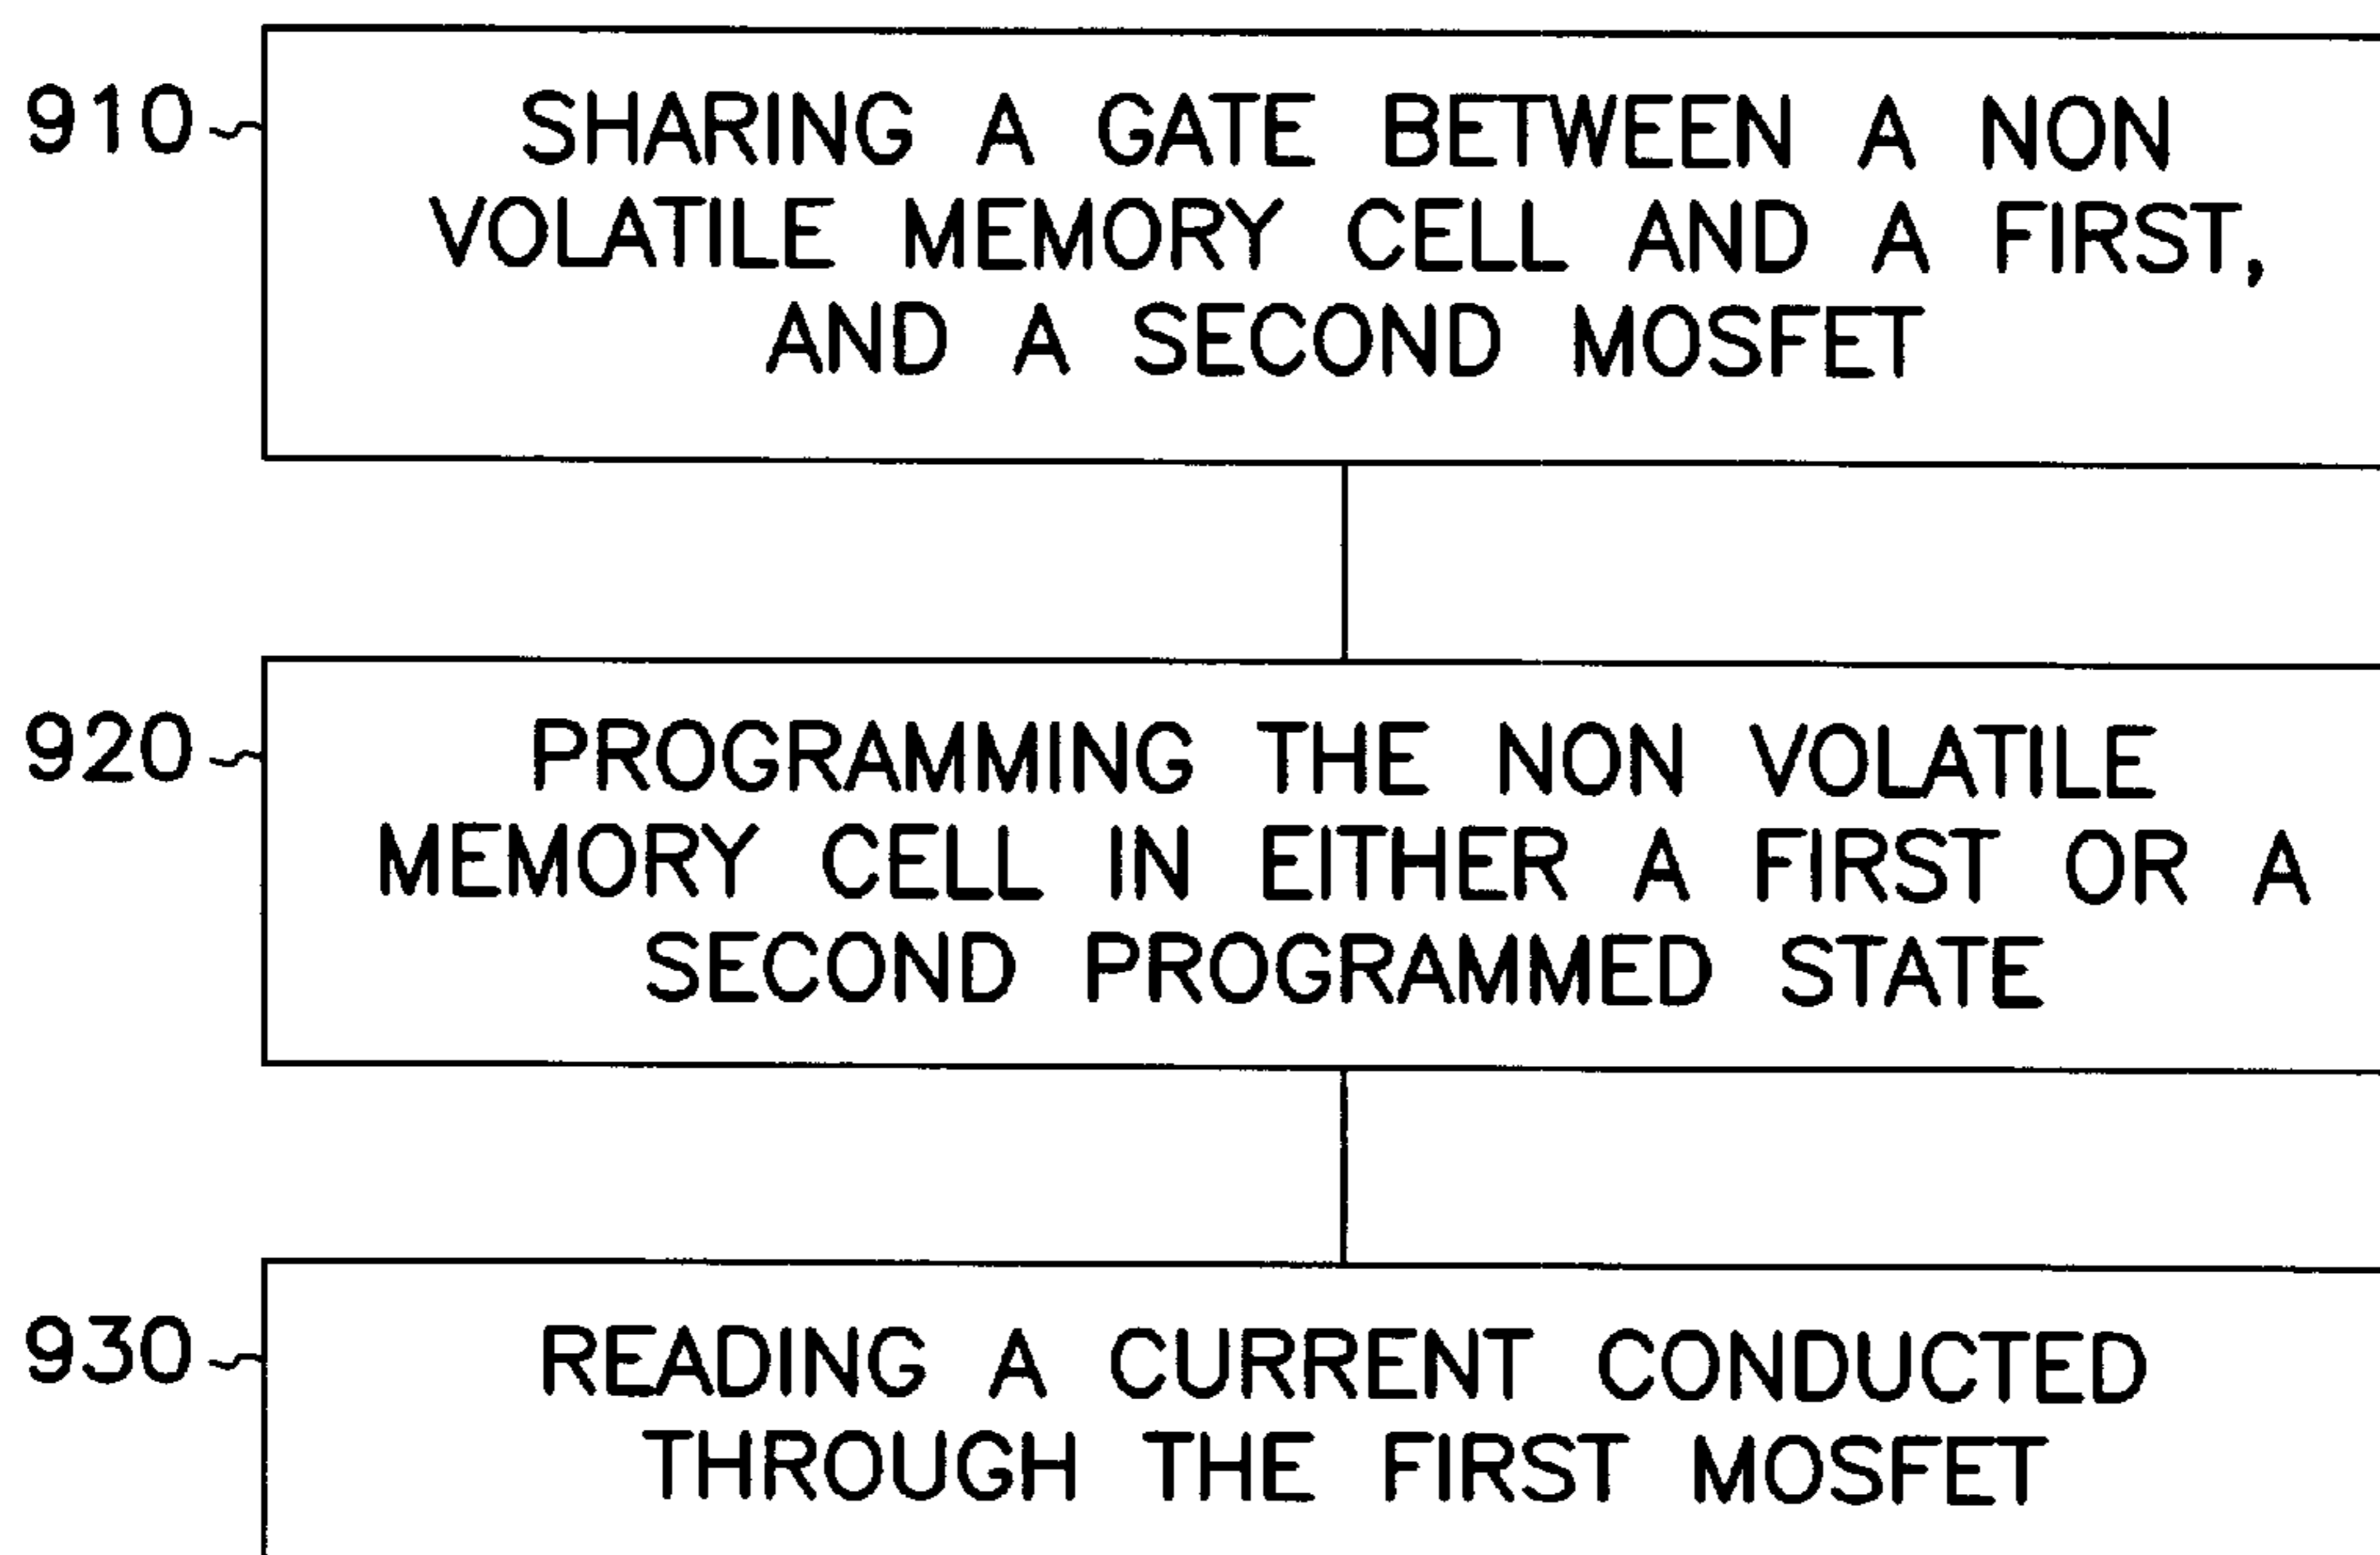 910 SHARING A GATE BETWEEN A NON
VOLATILE MEMORY CELL AND A FIRST,
AND A SECOND MOSFET
920 PROGRAMMING THE NON VOLATILE
MEMORY CELL IN EITHER A FIRST OR A
SECOND PROGRAMMED STATE
930 READING A CURRENT CONDUCTED
THROUGH THE FIRST MOSFET